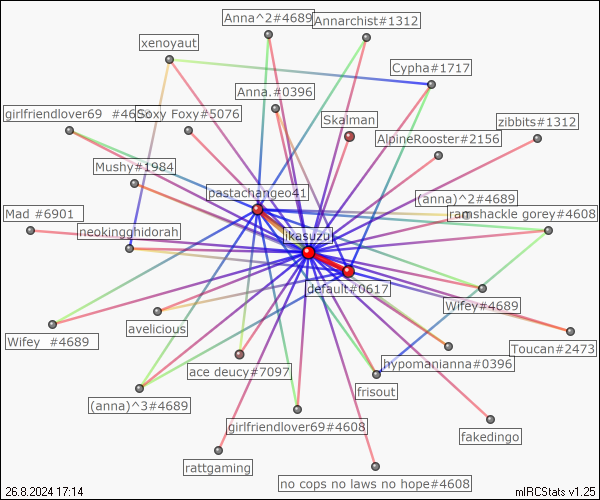 Anna^2#4689
Annarchist#1312
xenoyaut
Cypha#1717
Anna.#0396
girlfriendlover69 #4693
Soxy Foxy#5076
Skalman
zibbits#1312
AlpineRooster#2156
Mushy#1984
pastachangeo41
(anna)^2#4689
Mad #6901
ramshackle gorey#4608
neokingghidorah
ikasuzu
default#0617
Wifey#4689
avelicious
Wifey #4689
Toucan#2473
ace deucy#7097
hypomanianna#0396
frisout
(anna)^3#4689
girlfriendlover69#4608
fakedingo
rattgaming
no cops no laws no hope#4608
26.8.2024 17:14
mIRCStats v1.25